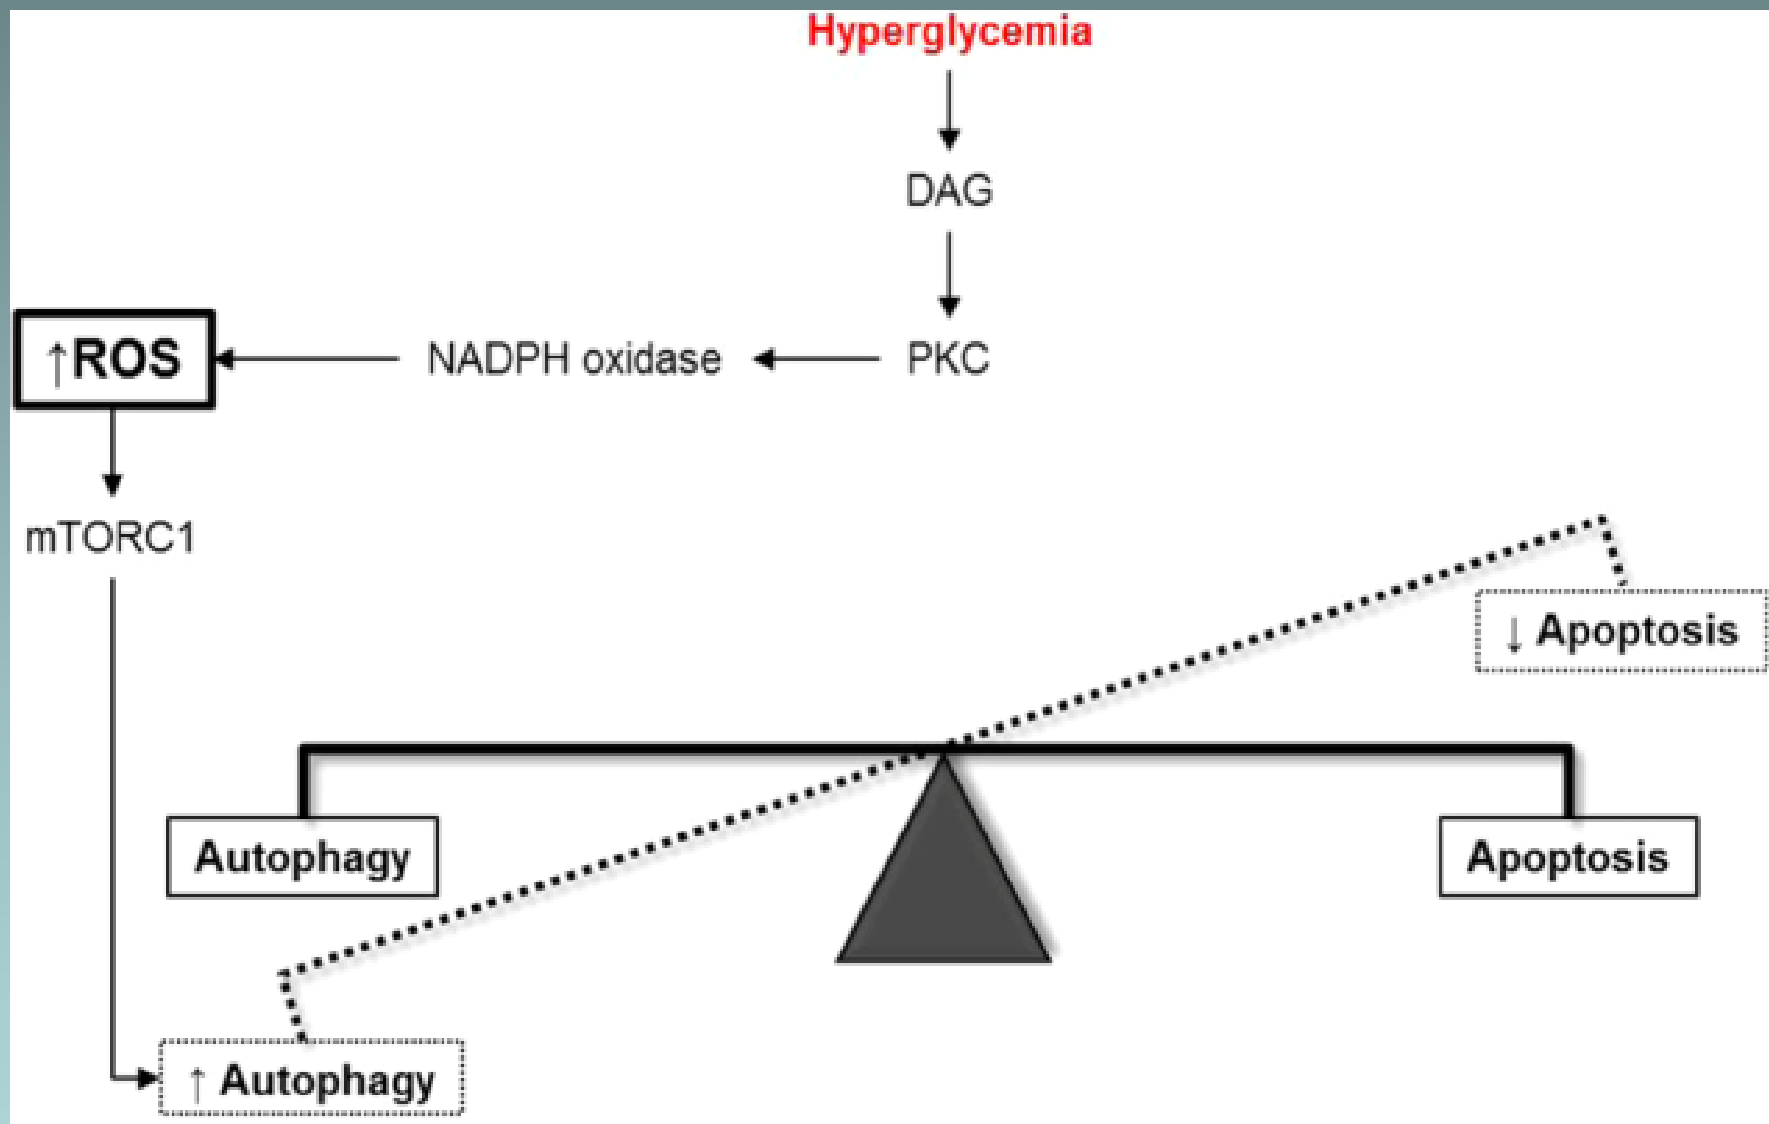 Hyperglycemia
DAG
↑ROS
NADPH oxidase
PKC
mTORC1
↓ Apoptosis
Autophagy
Apoptosis
↑ Autophagy